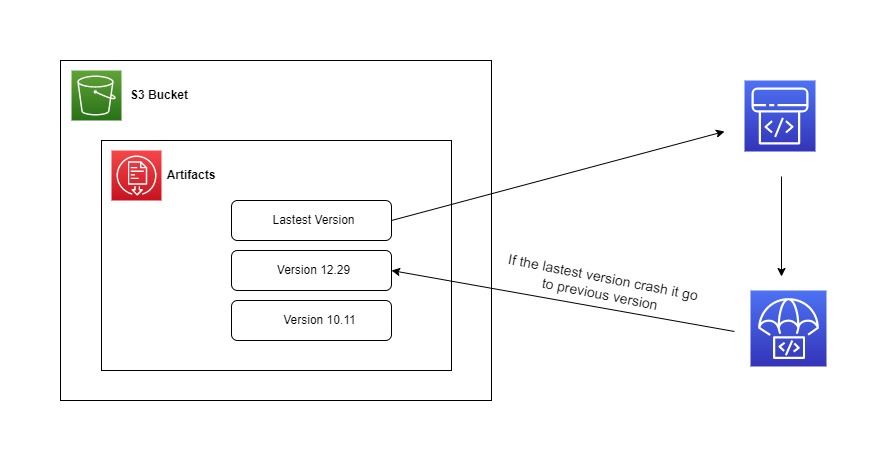 S3 Bucket
Artifacts
Lastest Version
Version 12.29
Version 10.11
If the lastest version crash it go
to previous version